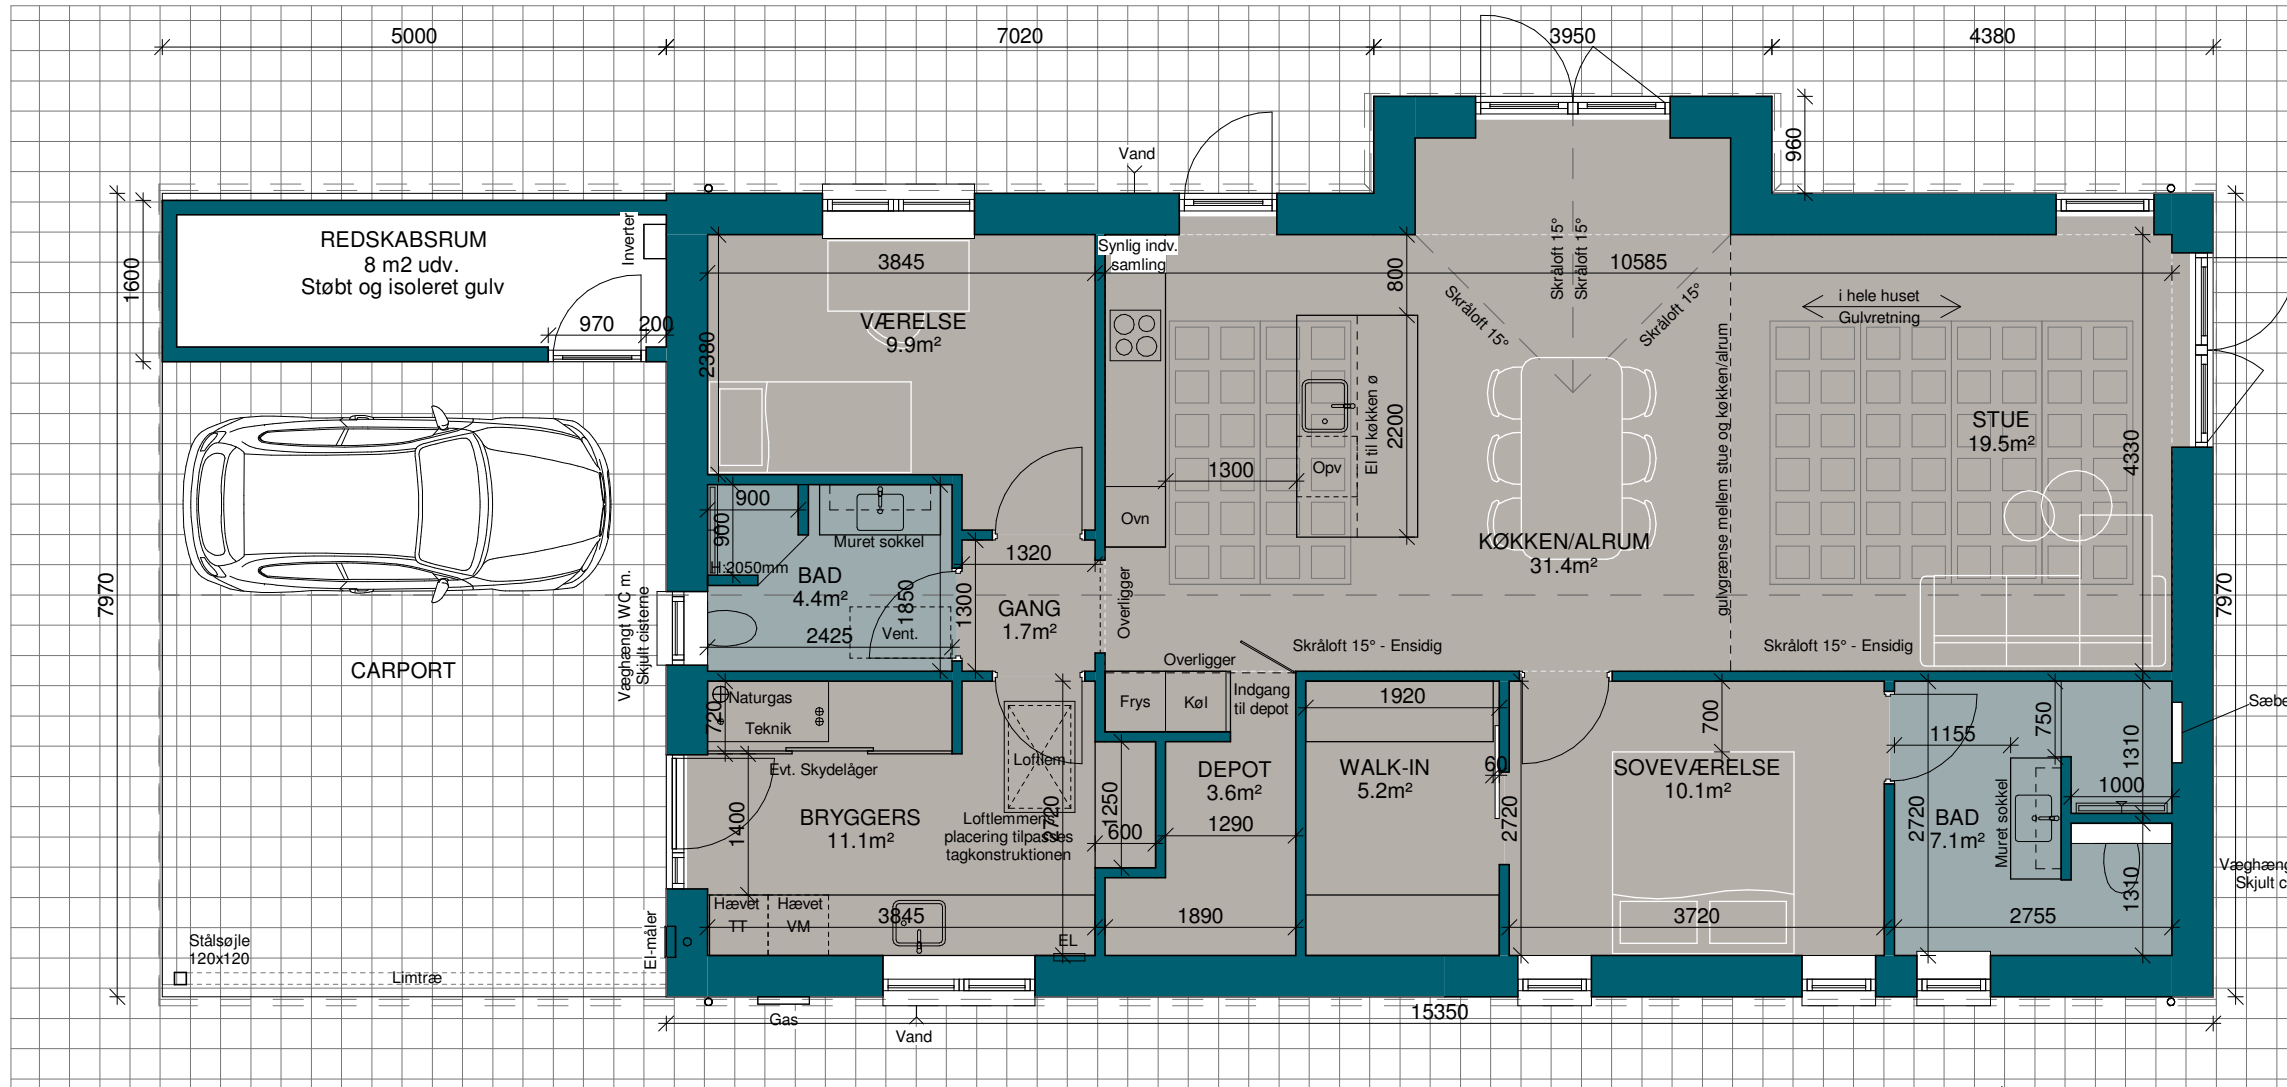 5000
7020
3950
4380
960
Vand
REDSKABSRUM
8 m2 udv.
Støbt og isoleret gulv
Inverter
1600
970
200
7970
CARPORT
Stålsøjle
120x120
Limtræ
Væghængt WC m.
Skjult cisterne
El-måler
3845
VÆRELSE
9.9m²
2380
Synlig indv.
samling
800
10585
Skråloft 15°
Skråloft 15°
Skråloft 15°
Skråloft 15°
i hele huset
Gulvretning
STUE
19.5m²
4330
gulvgrænse mellem stue og køkken/alrum
El til køkken ø
2200
1300
Opv
Ovn
KØKKEN/ALRUM
31.4m²
900
900
Muret sokkel
H:2050mm
BAD
4.4m²
1850
2425
Vent.
1320
1300
GANG
1.7m²
Overligger
Overligger
Skråloft 15° - Ensidig
Skråloft 15° - Ensidig
7970
Naturgas
Teknik
720
Evt. Skydelåger
1400
BRYGGERS
11.1m²
Loftlem
Loftlemmens
placering tilpasses
tagkonstruktionen
2720
1250
600
Hævet
TT
Hævet
VM
3845
EL
Frys
Køl
Indgang
til depot
DEPOT
3.6m²
1290
1890
1920
WALK-IN
5.2m²
60
2720
700
SOVEVÆRELSE
10.1m²
3720
1155
750
1310
1000
Muret sokkel
BAD
7.1m²
2720
1310
2755
Sæbe
Væghæng
Skjult c
15350
Gas
Vand